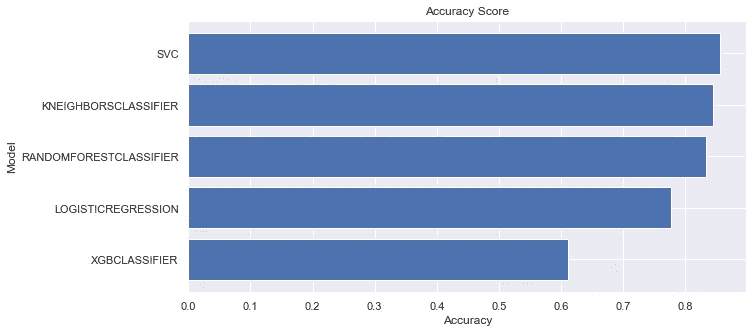 Accuracy Score
SVC
KNEIGHBORSCLASSIFIER
RANDOMFORESTCLASSIFIER
LOGISTICREGRESSION
XGBCLASSIFIER
Model
0.0 0.1 0.2 0.3 0.4 0.5 0.6 0.7 0.8
Accuracy